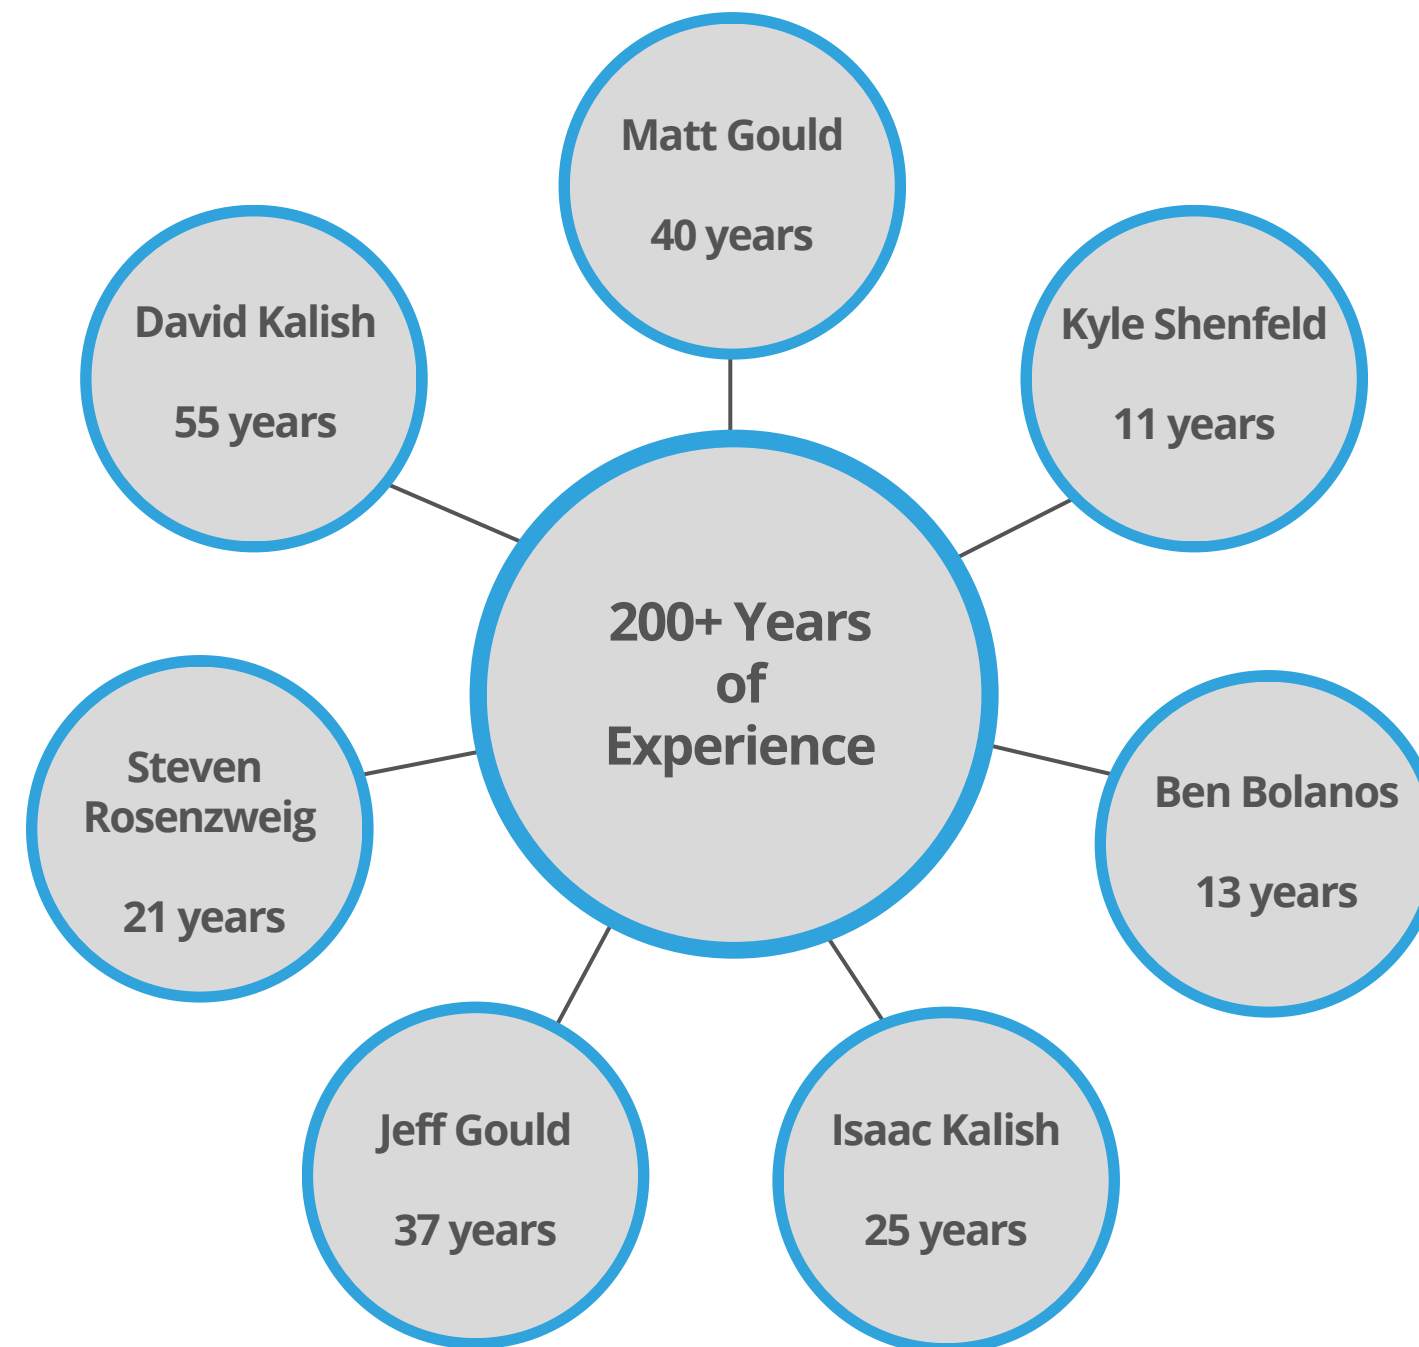 Matt Gould
40 years
David Kalish
55 years
Kyle Shenfeld
11 years
200+ Years
of
Experience
Steven
Rosenzweig
21 years
Ben Bolanos
13 years
Jeff Gould
37 years
Isaac Kalish
25 years